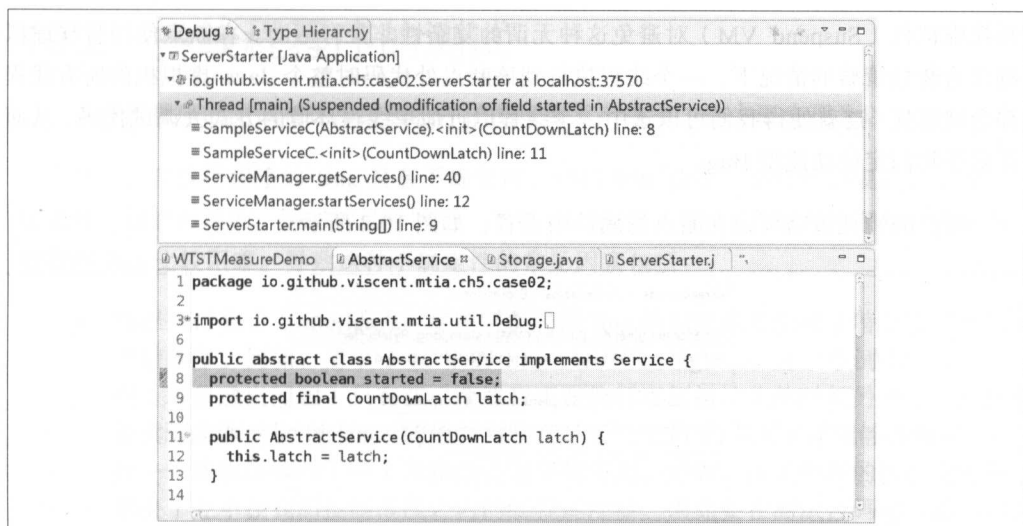 Debug Type Hierarchy
ServerStarter [Java Application]
io.github.viscent.mtia.ch5.case02.ServerStarter at localhost:37570
Thread [main] (Suspended (modification of field started in AbstractService))
SampleServiceC(AbstractService).<init>(CountDownLatch) line: 8
SampleServiceC.<init>(CountDownLatch) line: 11
ServiceManager.getServices() line: 40
ServiceManager.startServices() line: 12
ServerStarter.main(String[]) line: 9
WTSTMeasureDemo AbstractService Storage.java ServerStarter.j
1 package io.github.viscent.mtia.ch5.case02;
2
3 import io.github.viscent.mtia.util.Debug;
6
7 public abstract class AbstractService implements Service {
8 protected boolean started = false;
9 protected final CountDownLatch latch;
10
11 public AbstractService(CountDownLatch latch) {
12 this.latch = latch;
13 }
14